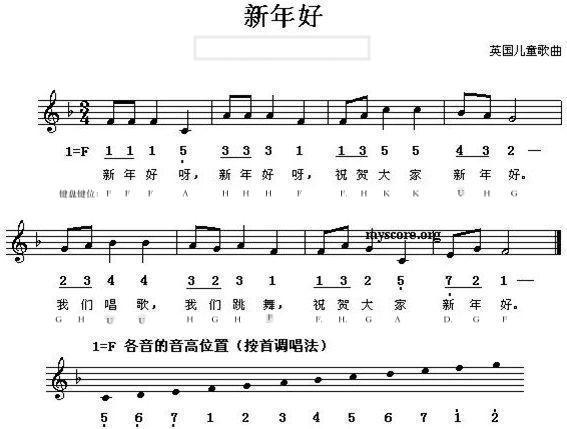 新年好
英国儿童歌曲
3/4
1=F 1 1 1 5 3 3 3 1 1 3 5 5 4 3 2 —
新 年 好 呀， 新 年 好 呀， 祝 贺 大 家 新 年 好。
键盘键位: F F F A H H H F F. H K K Ü H G
myscore.org
2 3 4 4 3 2 3 1 1 3 2 5 7 2 1 —
我 们 唱 歌， 我 们 跳 舞， 祝 贺 大 家 新 年 好。
G H Ü Ü H G H F F. H. G A D. G F
1=F 各音的音高位置（按首调唱法）
5 6 7 1 2 3 4 5 6 7 1 2